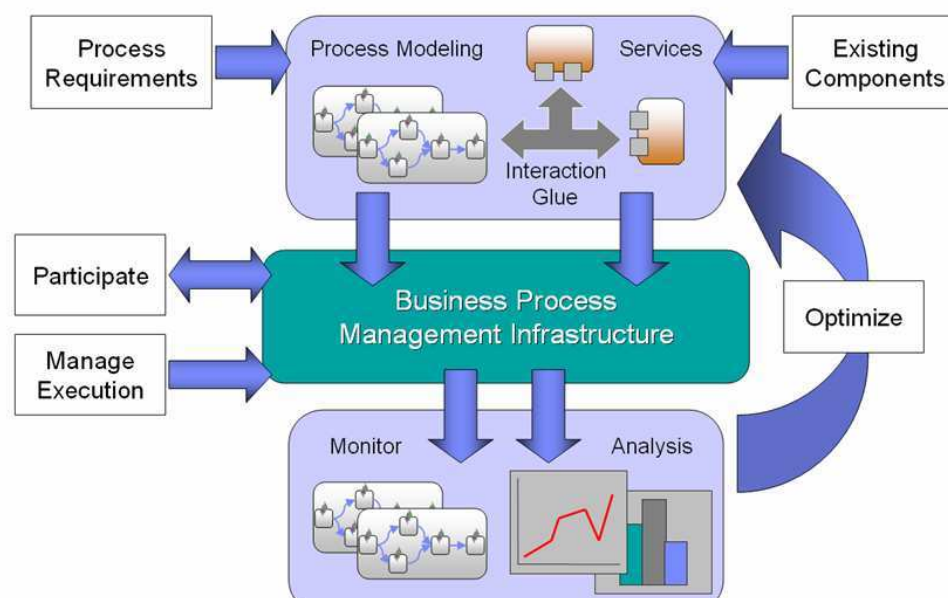 Process
Requirements
Process Modeling
Services
Existing
Components
Interaction
Glue
Participate
Business Process
Management Infrastructure
Optimize
Manage
Execution
Monitor
Analysis